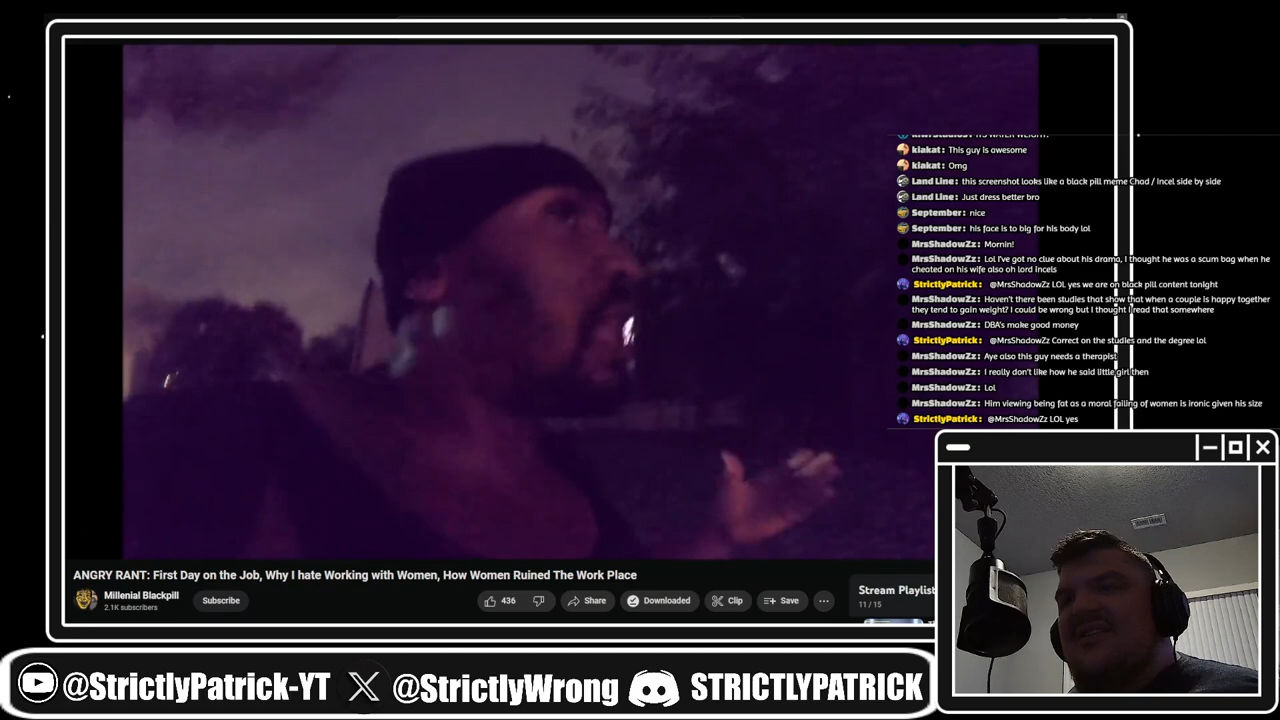 kiakat: This guy is awesome
kiakat: Omg
Land Line: this screenshot looks like a black pill meme Chad / Incel side by side
Land Line: Just dress better bro
September: nice
September: his face is to big for his body lol
MrsShadowZz: Mornin!
MrsShadowZz: Lol I've got no clue about his drama, I thought he was a scum bag when he
cheated on his wife also oh lord Incels
StrictlyPatrick: @MrsShadowZz LOL yes we are on black pill content tonight
MrsShadowZz: Haven't there been studies that show that when a couple is happy together
they tend to gain weight? I could be wrong but I thought I read that somewhere
MrsShadowZz: DBA's make good money
StrictlyPatrick: @MrsShadowZz Correct on the studies and the degree lol
MrsShadowZz: Aye also this guy needs a therapist
MrsShadowZz: I really don't like how he said little girl then
MrsShadowZz: Lol
MrsShadowZz: Him viewing being fat as a moral failing of women is ironic given his size
StrictlyPatrick: @MrsShadowZz LOL yes
ANGRY RANT: First Day on the Job, Why I hate Working with Women, How Women Ruined The Work Place
Millenial Blackpill
2.1K subscribers
Subscribe
436
Share
Downloaded
Clip
Save
Stream Playlist
11 / 15
@StrictlyPatrick-YT
@StrictlyWrong
STRICTLYPATRICK